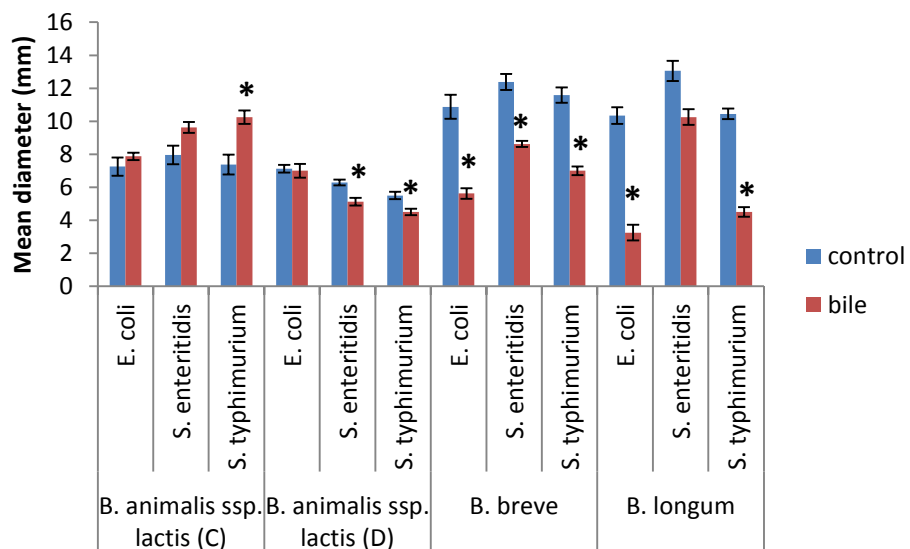 Mean diameter (mm)
16
14
12
10
8
6
4
2
0
*
*
*
*
*
*
*
*
control
bile
E. coli
S. enteritidis
S. typhimurium
E. coli
S. enteritidis
S. typhimurium
E. coli
S. enteritidis
S. typhimurium
E. coli
S. enteritidis
S. typhimurium
B. animalis ssp.
lactis (C)
B. animalis ssp.
lactis (D)
B. breve
B. longum